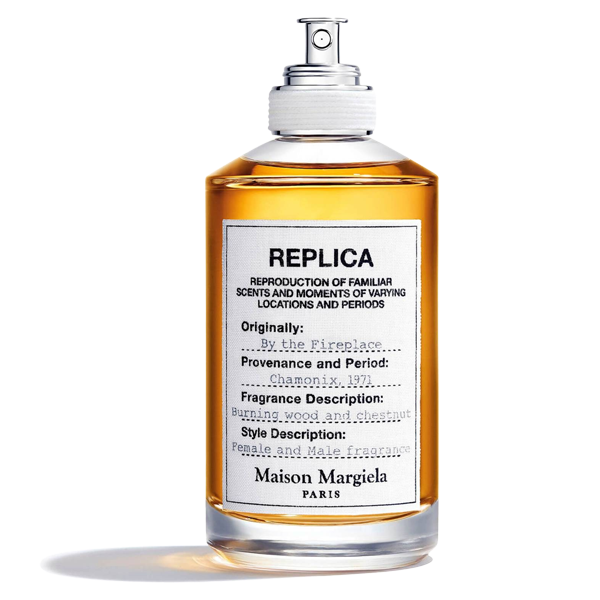 REPLICA
REPRODUCTION OF FAMILIAR
SCENTS AND MOMENTS OF VARYING
LOCATIONS AND PERIODS
Originally:
By the Fireplace
Provenance and Period:
Chamonix, 1971
Fragrance Description:
Burning wood and chestnut
Style Description:
Female and Male fragrance
Maison Margiela
PARIS